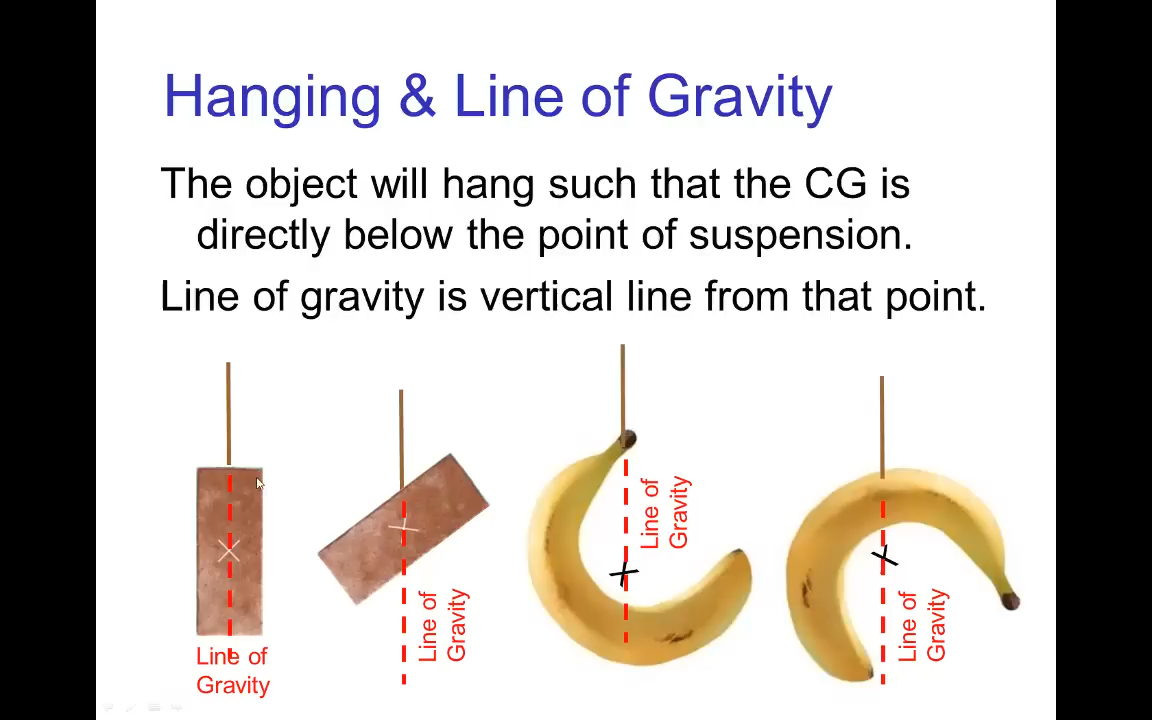 Hanging & Line of Gravity
The object will hang such that the CG is
directly below the point of suspension.
Line of gravity is vertical line from that point.
Line of
Gravity
Line of
Gravity
Line of
Gravity
Line of
Gravity